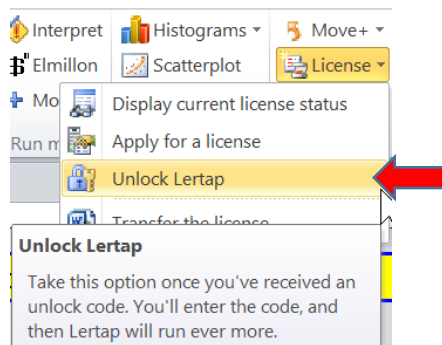 Interpret Histograms Move+
$" Elmillon Scatterplot License
Mo
Display current license status
Run m
Apply for a license
Unlock Lertap
Transfer the license
Unlock Lertap
Take this option once you've received an
unlock code. You'll enter the code, and
then Lertap will run ever more.